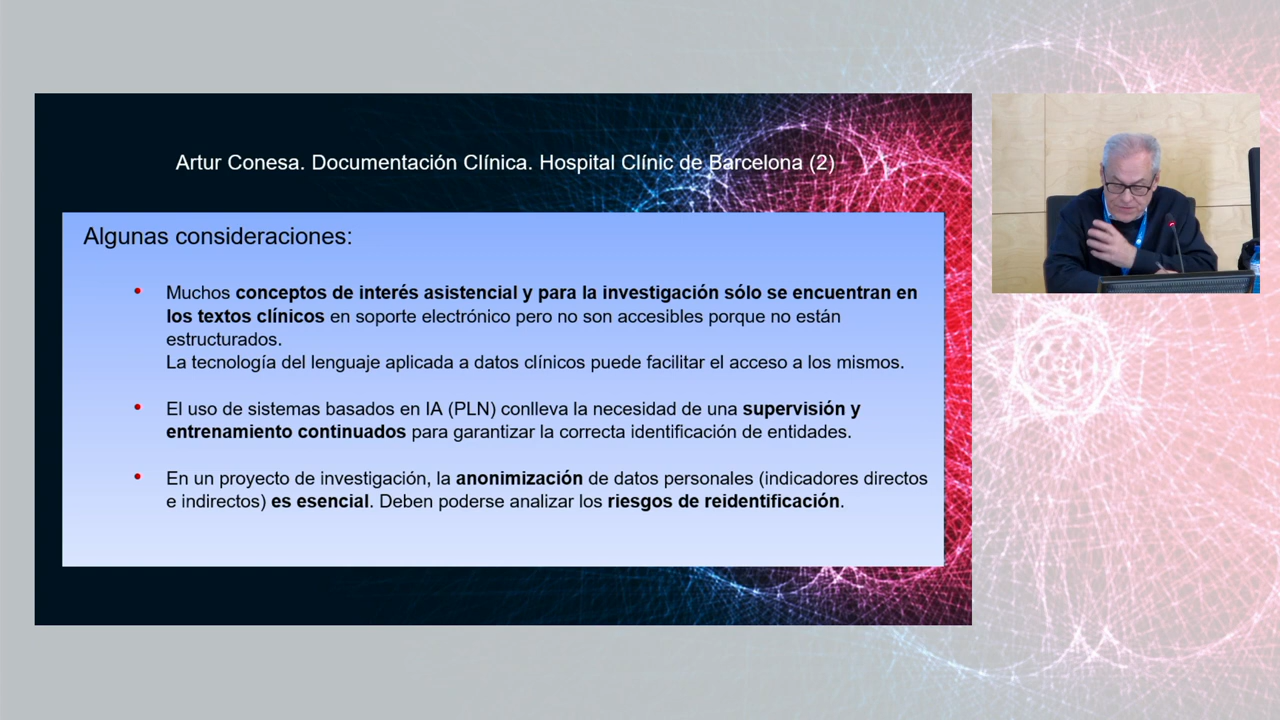 Artur Conesa. Documentación Clínica. Hospital Clínic de Barcelona (2)
Algunas consideraciones:
Muchos conceptos de interés asistencial y para la investigación sólo se encuentran en
los textos clínicos en soporte electrónico pero no son accesibles porque no están
estructurados.
La tecnología del lenguaje aplicada a datos clínicos puede facilitar el acceso a los mismos.
El uso de sistemas basados en IA (PLN) conlleva la necesidad de una supervisión y
entrenamiento continuados para garantizar la correcta identificación de entidades.
En un proyecto de investigación, la anonimización de datos personales (indicadores directos
e indirectos) es esencial. Deben poderse analizar los riesgos de reidentificación.